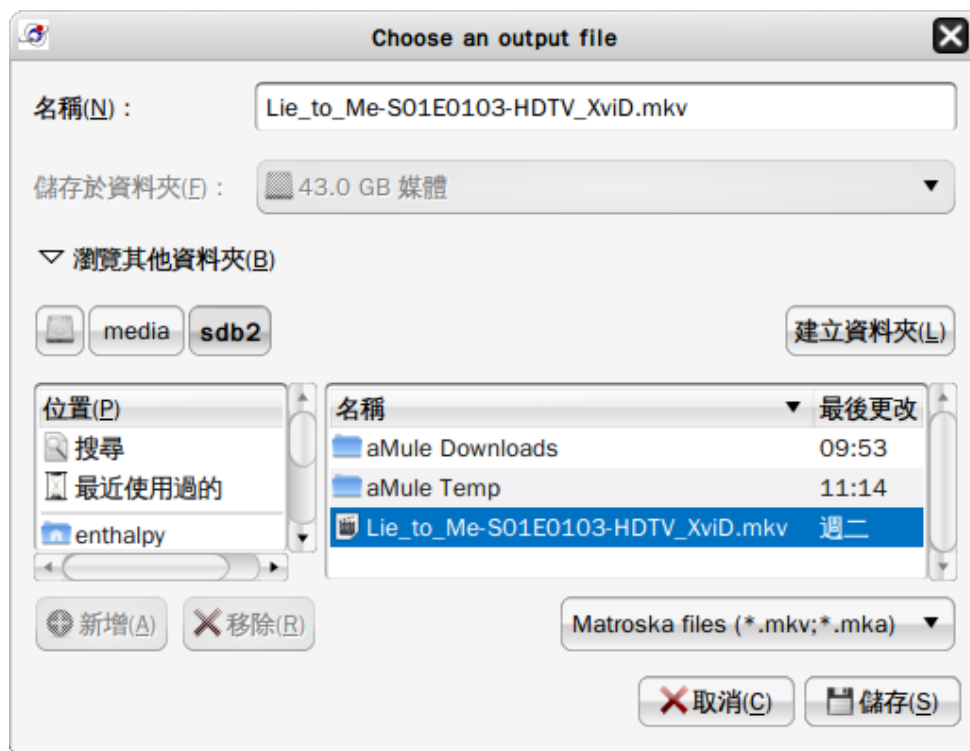 Choose an output file
名稱(N)：
Lie_to_Me-S01E0103-HDTV_XviD.mkv
儲存於資料夾(F)：
43.0 GB 媒體
瀏覽其他資料夾(B)
media
sdb2
建立資料夾(L)
位置(P)
搜尋
最近使用過的
enthalpy
名稱
最後更改
aMule Downloads
09:53
aMule Temp
11:14
Lie_to_Me-S01E0103-HDTV_XviD.mkv
週二
新增(A)
移除(R)
Matroska files (*.mkv;*.mka)
取消(C)
儲存(S)